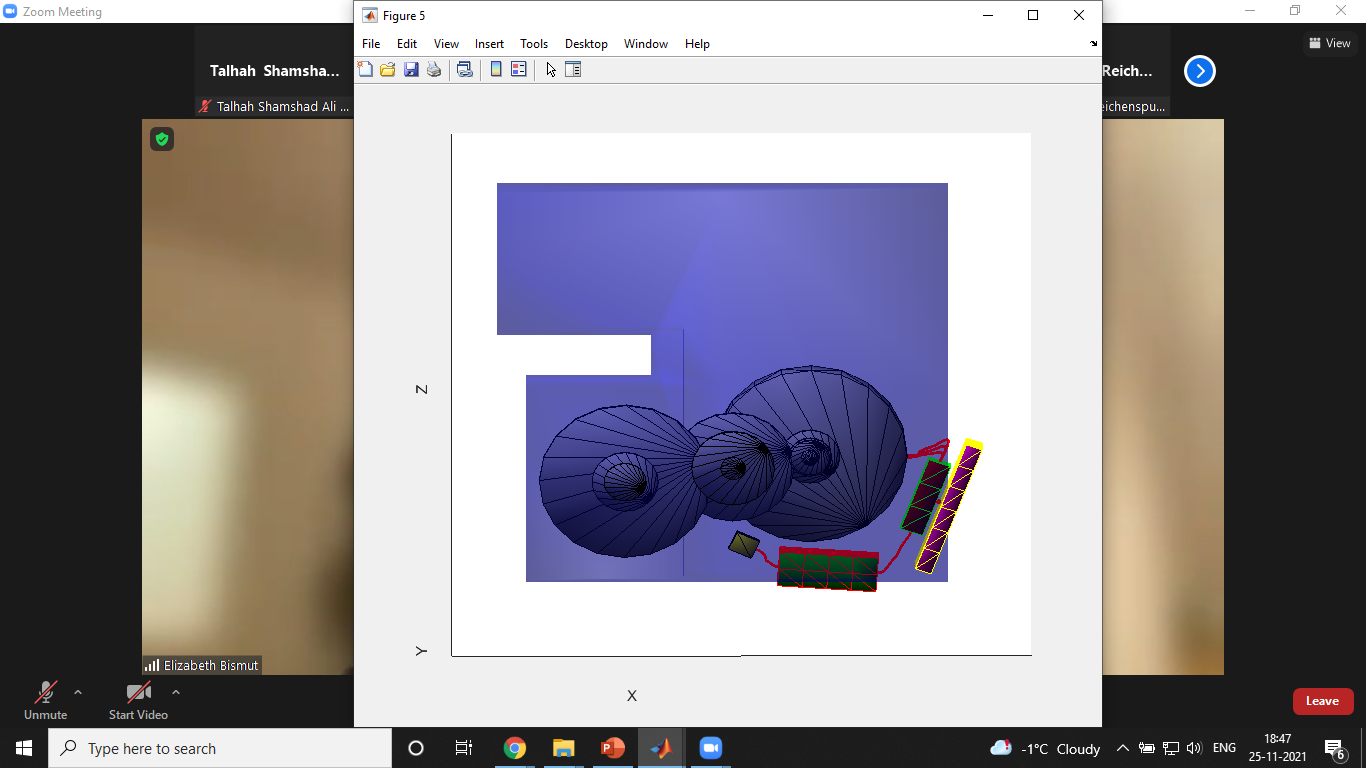 Zoom Meeting
Figure 5
File Edit View Insert Tools Desktop Window Help
View
Talhah Shamsha...
Reich...
Talhah Shamshad Ali ...
eichenspu...
Z
Y
X
Elizabeth Bismut
Unmute
Start Video
Leave
Type here to search
-1°C Cloudy
ENG
18:47
25-11-2021
6